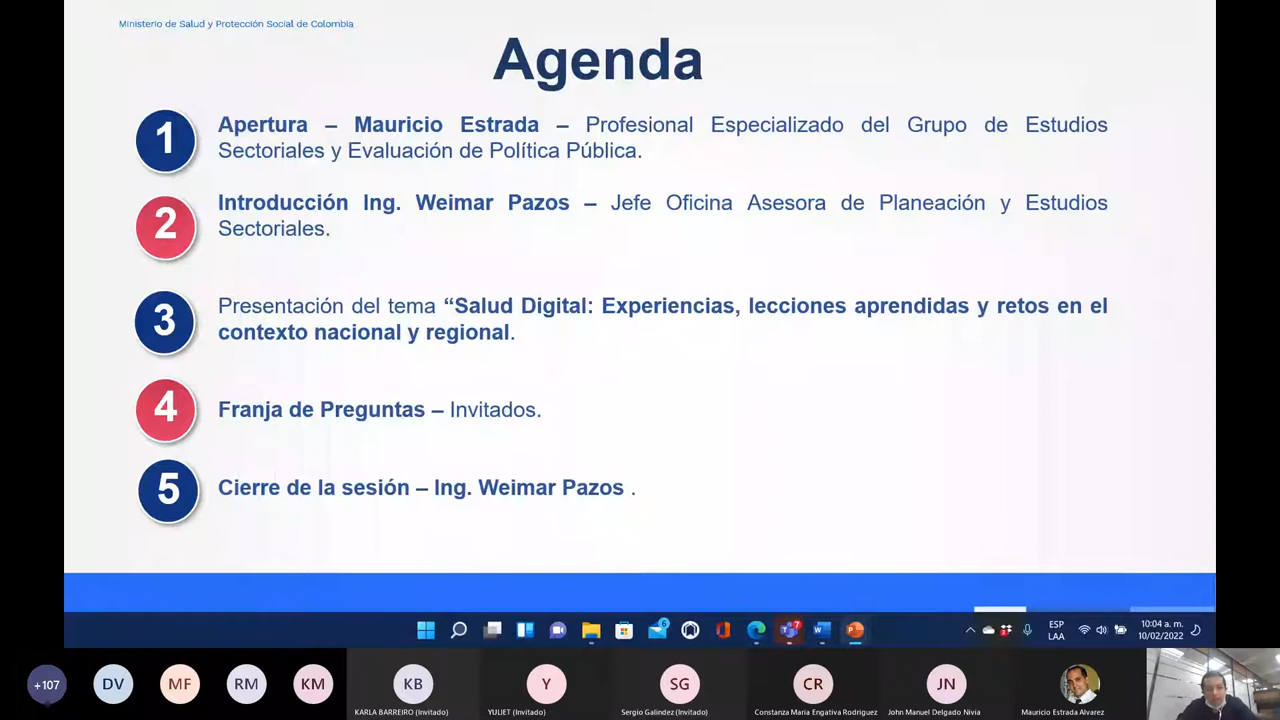 Ministerio de Salud y Protección Social de Colombia
Agenda
1
Apertura – Mauricio Estrada – Profesional Especializado del Grupo de Estudios
Sectoriales y Evaluación de Política Pública.
2
Introducción Ing. Weimar Pazos – Jefe Oficina Asesora de Planeación y Estudios
Sectoriales.
3
Presentación del tema “Salud Digital: Experiencias, lecciones aprendidas y retos en el
contexto nacional y regional.
4
Franja de Preguntas – Invitados.
5
Cierre de la sesión – Ing. Weimar Pazos .
6
7
ESP
LAA
10:04 a. m.
10/02/2022
+107
DV
MF
RM
KM
KB
Y
SG
CR
JN
KARLA BARREIRO (Invitado)
YULIET (Invitado)
Sergio Galindez (Invitado)
Constanza Maria Engativa Rodriguez
John Manuel Delgado Nivia
Mauricio Estrada Alvarez